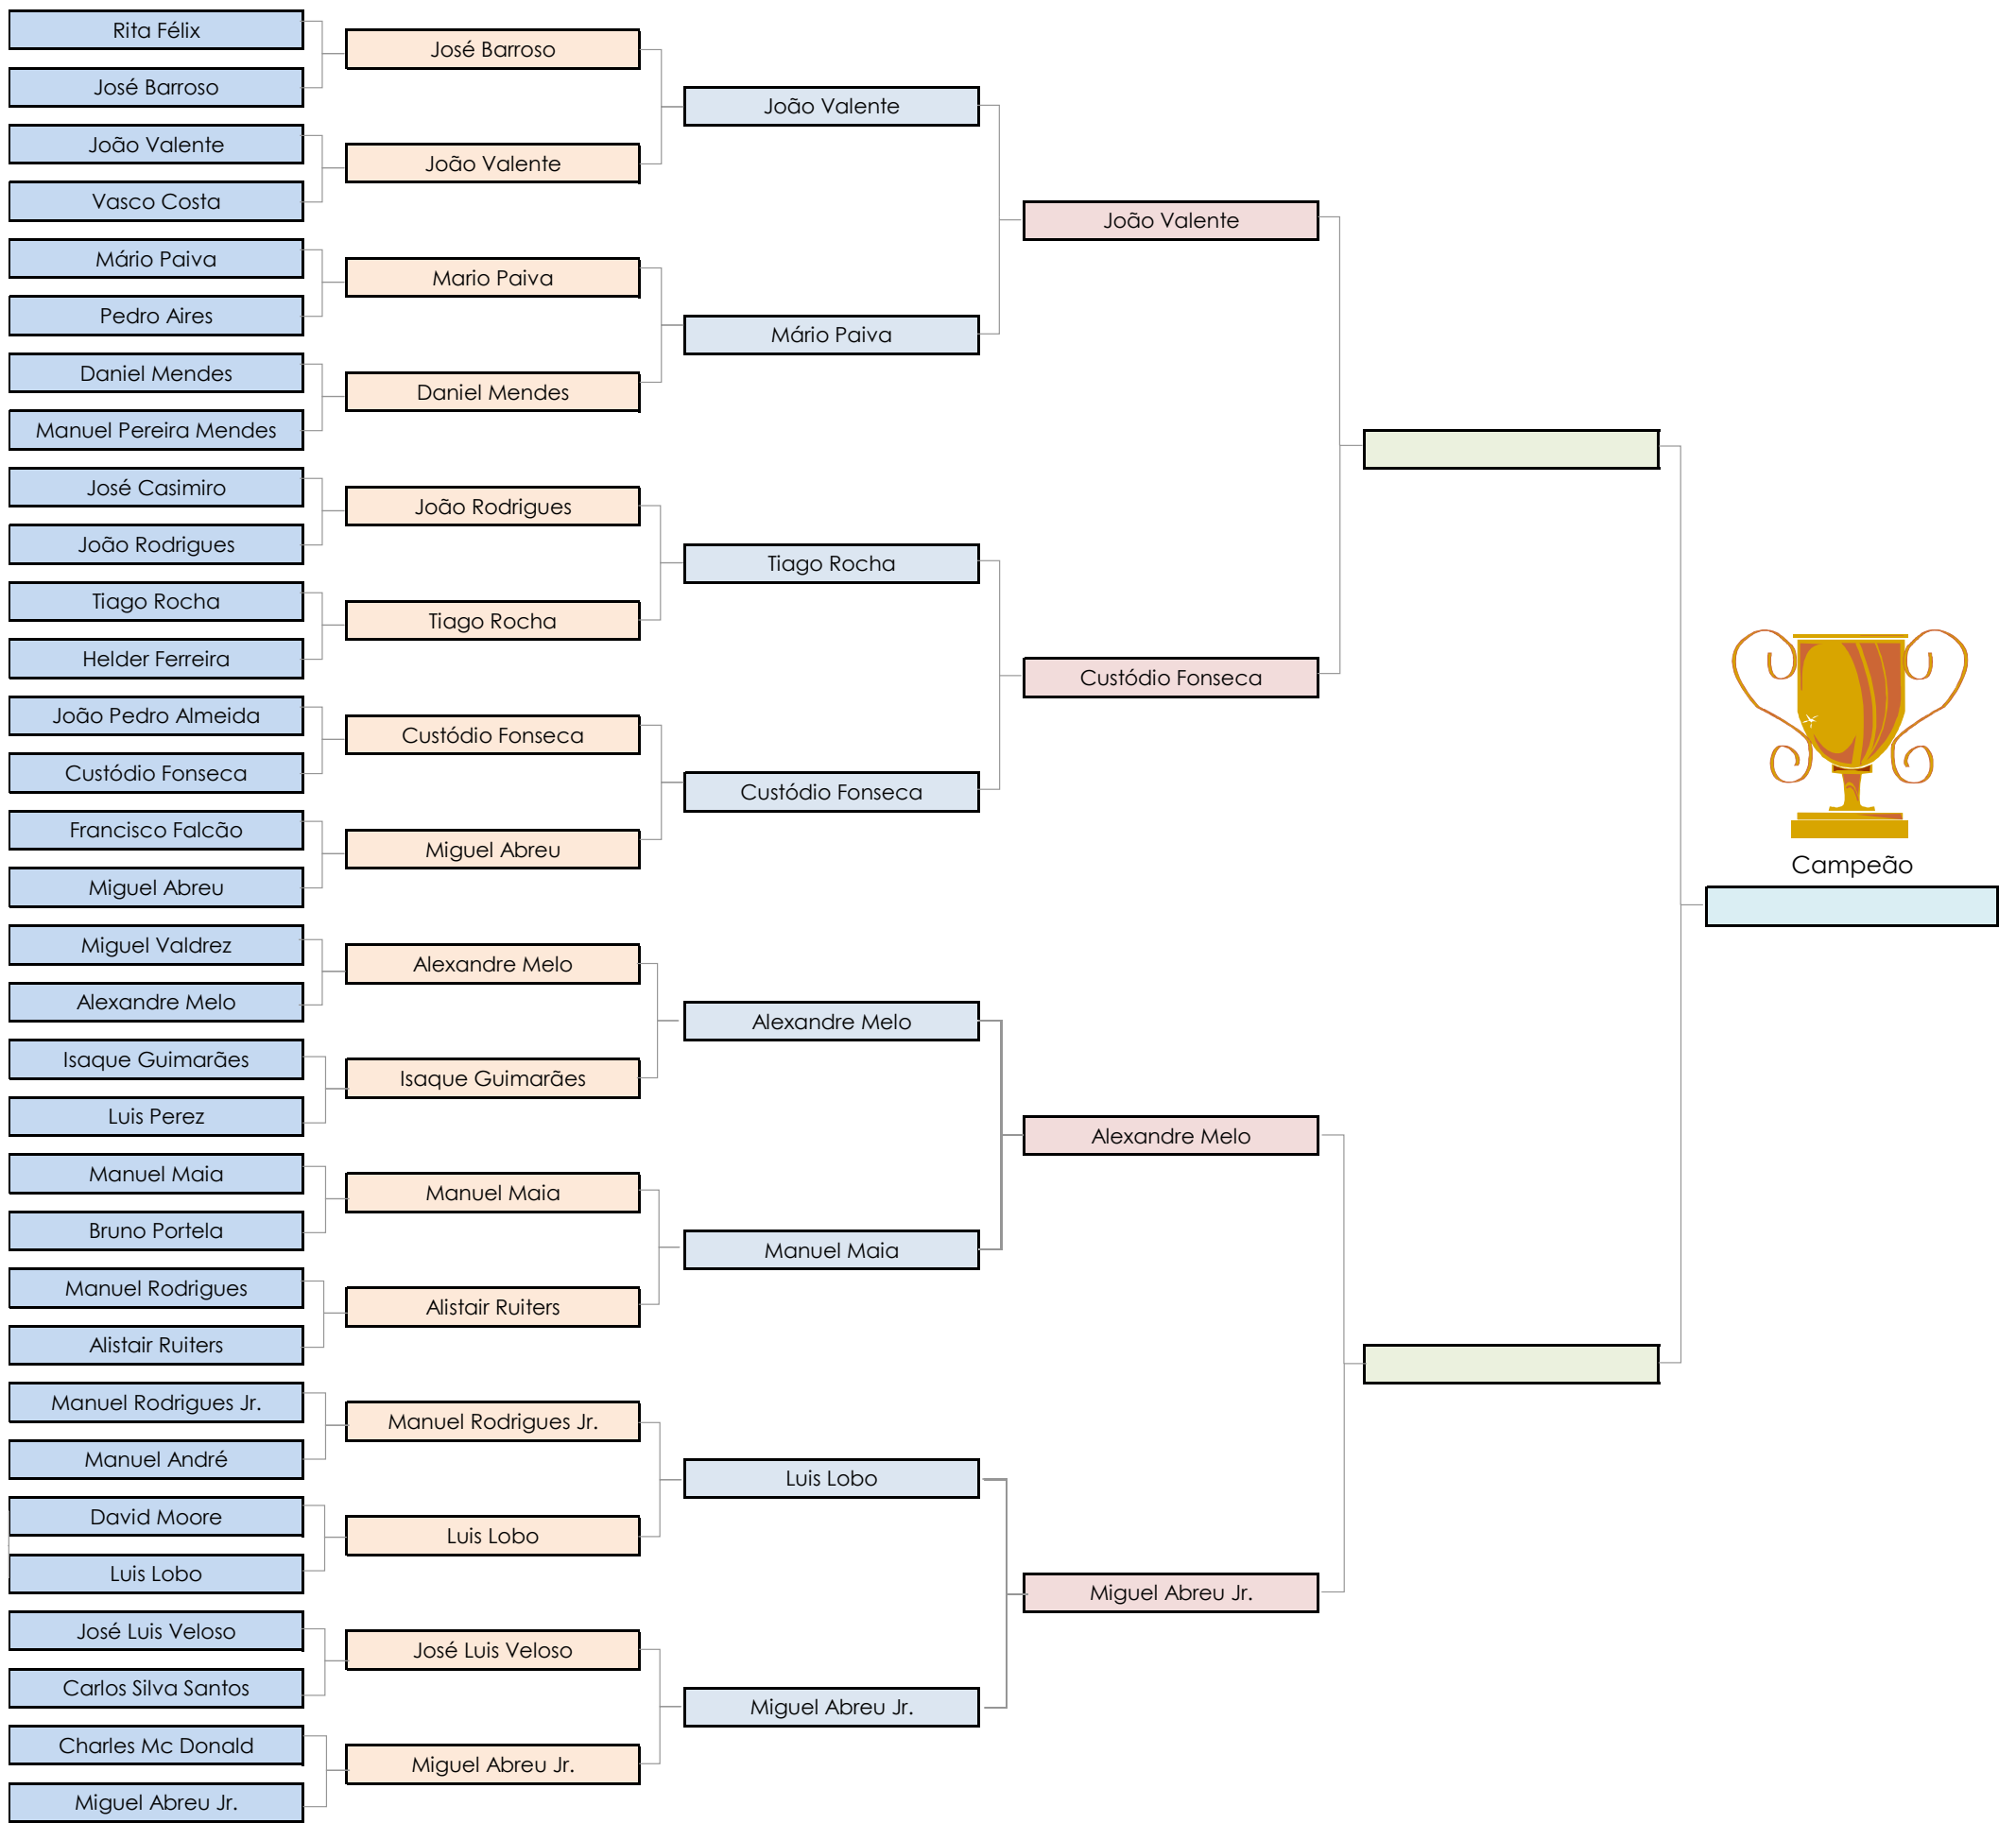 Rita Félix
José Barroso
João Valente
Vasco Costa
Mário Paiva
Pedro Aires
Daniel Mendes
Manuel Pereira Mendes
José Casimiro
João Rodrigues
Tiago Rocha
Helder Ferreira
João Pedro Almeida
Custódio Fonseca
Francisco Falcão
Miguel Abreu
Miguel Valdrez
Alexandre Melo
Isaque Guimarães
Luis Perez
Manuel Maia
Bruno Portela
Manuel Rodrigues
Alistair Ruiters
Manuel Rodrigues Jr.
Manuel André
David Moore
Luis Lobo
José Luis Veloso
Carlos Silva Santos
Charles Mc Donald
Miguel Abreu Jr.
José Barroso
João Valente
Mario Paiva
Daniel Mendes
João Rodrigues
Tiago Rocha
Custódio Fonseca
Miguel Abreu
Alexandre Melo
Isaque Guimarães
Manuel Maia
Alistair Ruiters
Manuel Rodrigues Jr.
Luis Lobo
José Luis Veloso
Miguel Abreu Jr.
João Valente
Mário Paiva
Tiago Rocha
Custódio Fonseca
Alexandre Melo
Manuel Maia
Luis Lobo
Miguel Abreu Jr.
João Valente
Custódio Fonseca
Alexandre Melo
Miguel Abreu Jr.
Campeão